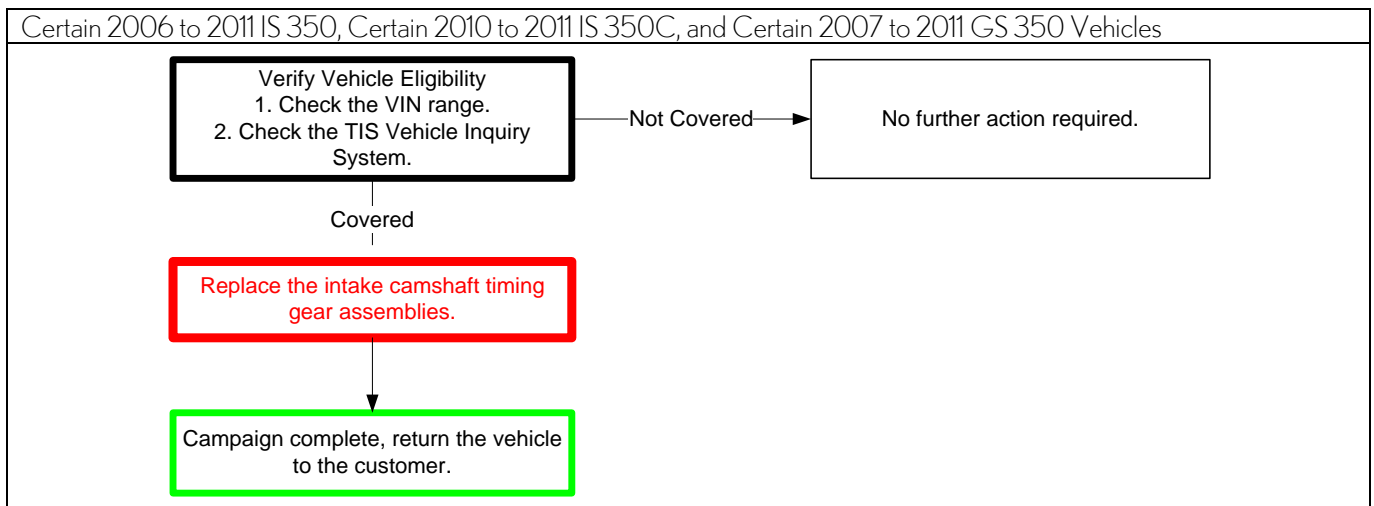 Certain 2006 to 2011 IS 350, Certain 2010 to 2011 IS 350C, and Certain 2007 to 2011 GS 350 Vehicles
Verify Vehicle Eligibility
1. Check the VIN range.
2. Check the TIS Vehicle Inquiry
System.
Not Covered
No further action required.
Covered
Replace the intake camshaft timing
gear assemblies.
Campaign complete, return the vehicle
to the customer.